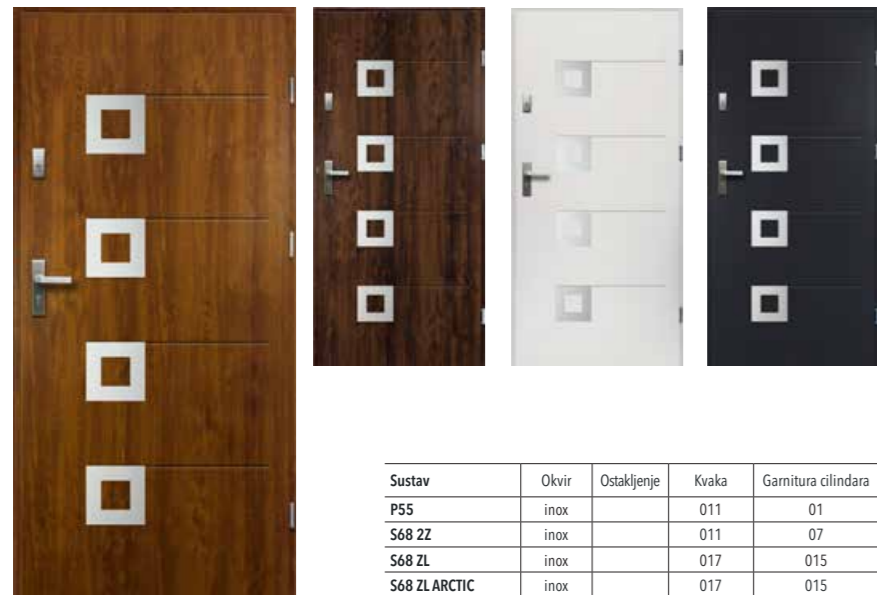 Sustav Okvir Ostakljenje Kvaka Garnitura cilindara
P55 inox 011 01
S68 2Z inox 011 07
S68 ZL inox 017 015
S68 ZL ARCTIC inox 017 015